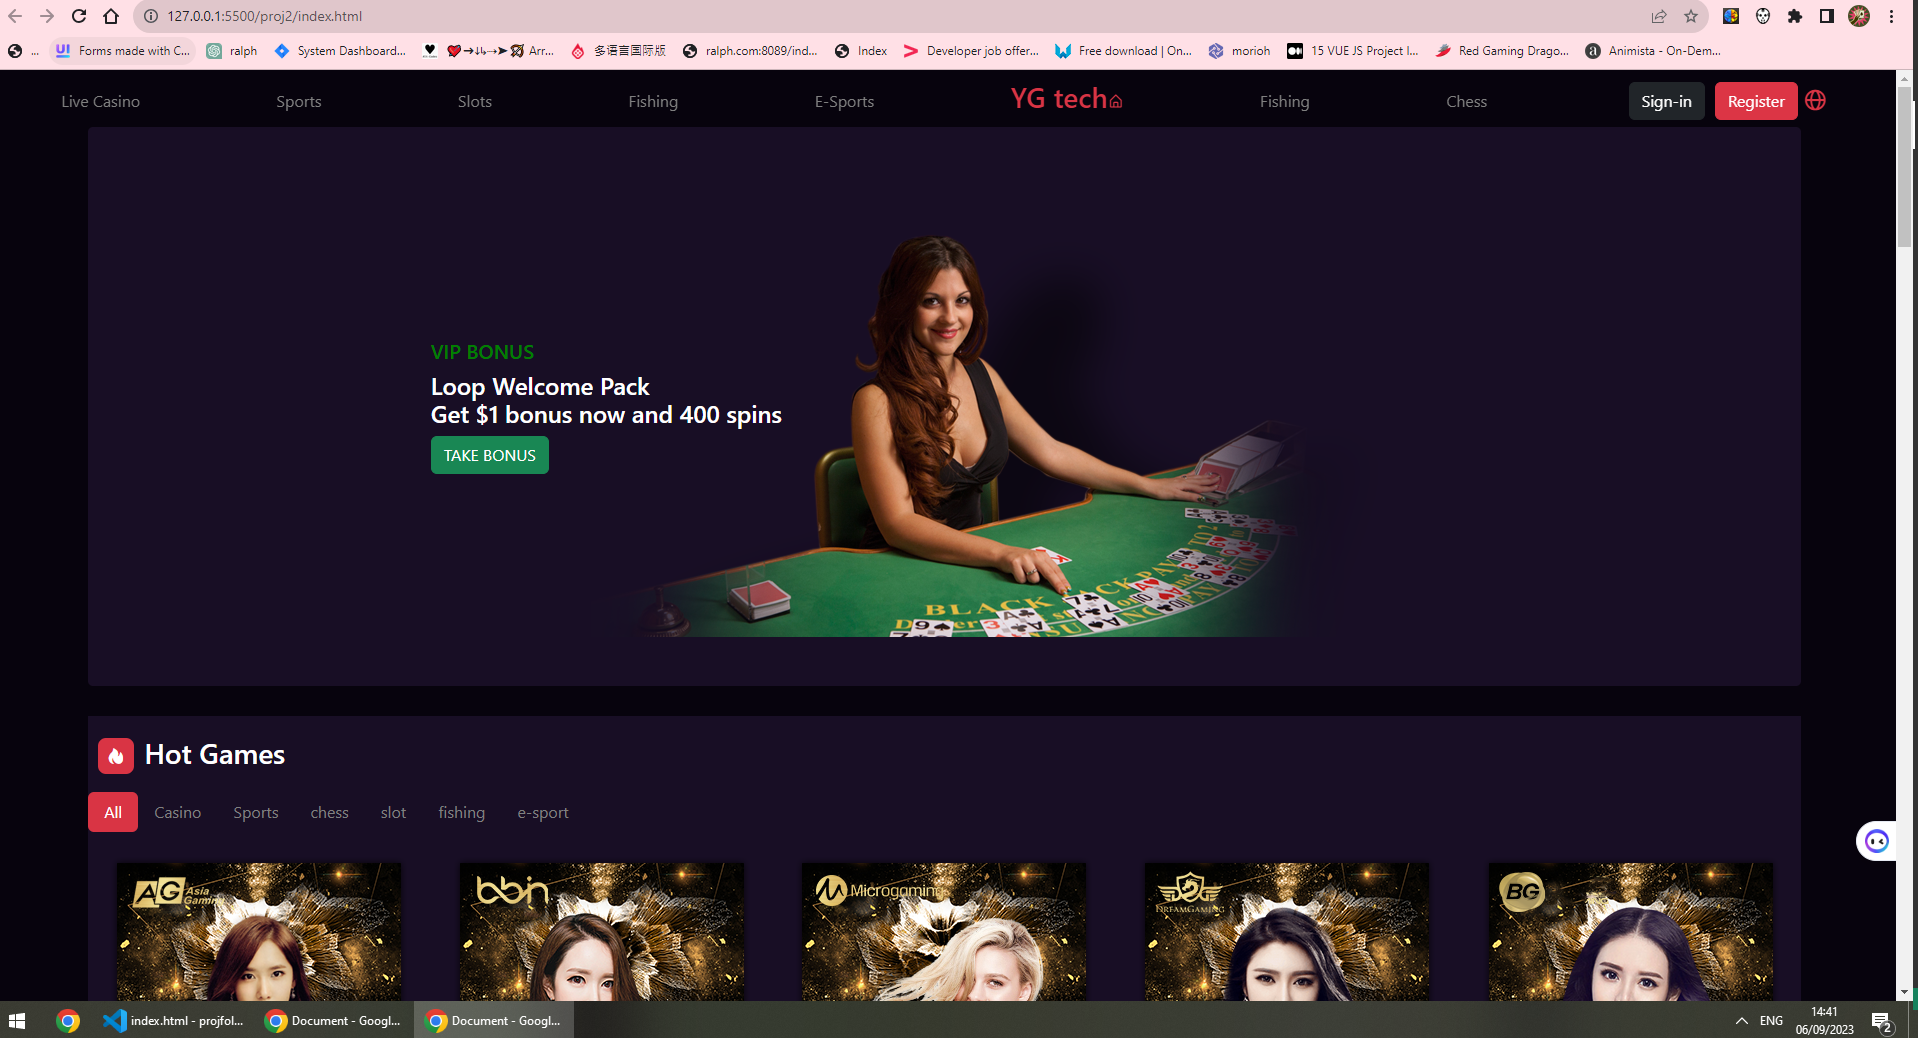 127.0.0.1:5500/proj2/index.html
...
Forms made with C...
ralph
System Dashboard...
Arr...
多语言国际版
ralph.com:8089/ind...
Index
Developer job offer...
Free download | On...
morioh
15 VUE JS Project I...
Red Gaming Drago...
Animista - On-Dem...
Live Casino
Sports
Slots
Fishing
E-Sports
YG tech
Fishing
Chess
Sign-in
Register
VIP BONUS
Loop Welcome Pack
Get $1 bonus now and 400 spins
TAKE BONUS
BLACK JACK PAY
Hot Games
All
Casino
Sports
chess
slot
fishing
e-sport
AG Asia Gaming
bbin
Microgaming
DG
DREAMGAMING
BG
index.html - projfol...
Document - Googl...
Document - Googl...
ENG
14:41
06/09/2023
2